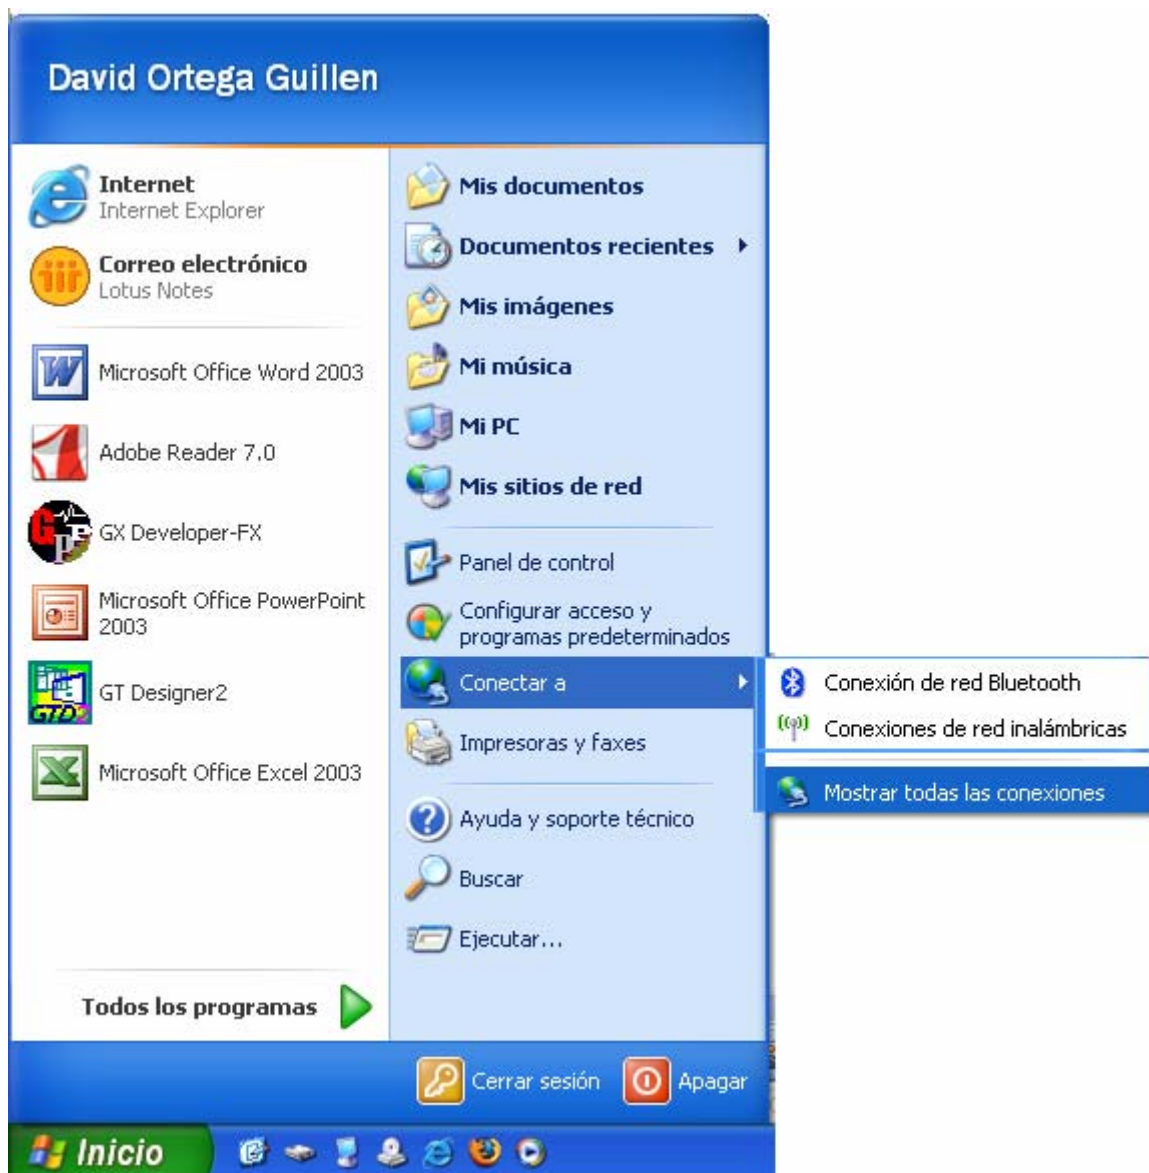 David Ortega Guillen
Internet
Internet Explorer
Correo electrónico
Lotus Notes
Microsoft Office Word 2003
Adobe Reader 7.0
GX Developer-FX
Microsoft Office PowerPoint
2003
GT Designer2
Microsoft Office Excel 2003
Todos los programas
Mis documentos
Documentos recientes
Mis imágenes
Mi música
Mi PC
Mis sitios de red
Panel de control
Configurar acceso y
programas predeterminados
Conectar a
Impresoras y faxes
Ayuda y soporte técnico
Buscar
Ejecutar...
Conexión de red Bluetooth
Conexiones de red inalámbricas
Mostrar todas las conexiones
Cerrar sesión
Apagar
Inicio